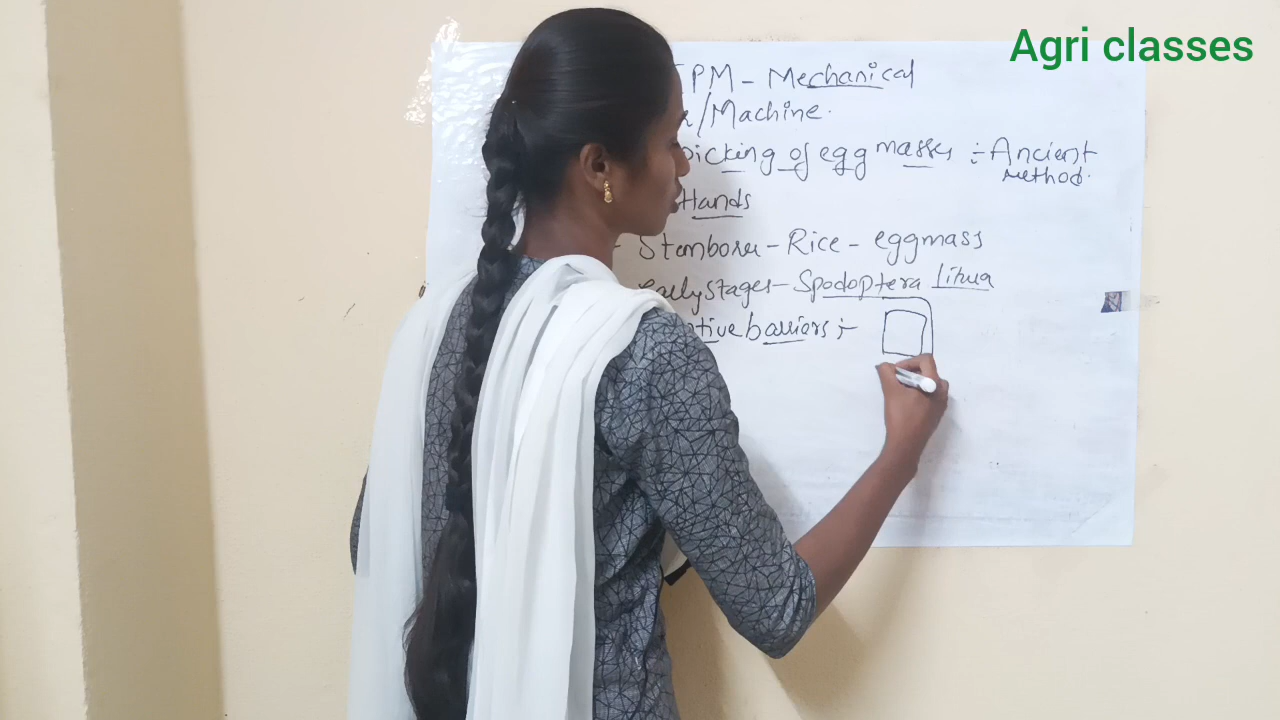 Agri classes
IPM - Mechanical
/Machine.
picking of egg masses :- Ancient
method.
Hands
- Stemborer - Rice - eggmass
early stages - Spodoptera litura
tive barriers :-